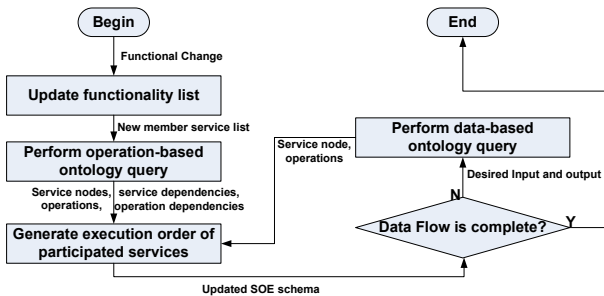 Begin
Functional Change
Update functionality list
New member service list
Perform operation-based
ontology query
Service nodes, service dependencies,
operations, operation dependencies
Generate execution order of
participated services
Updated SOE schema
Data Flow is complete?
N
Y
Desired Input and output
Perform data-based
ontology query
Service node,
operations
End